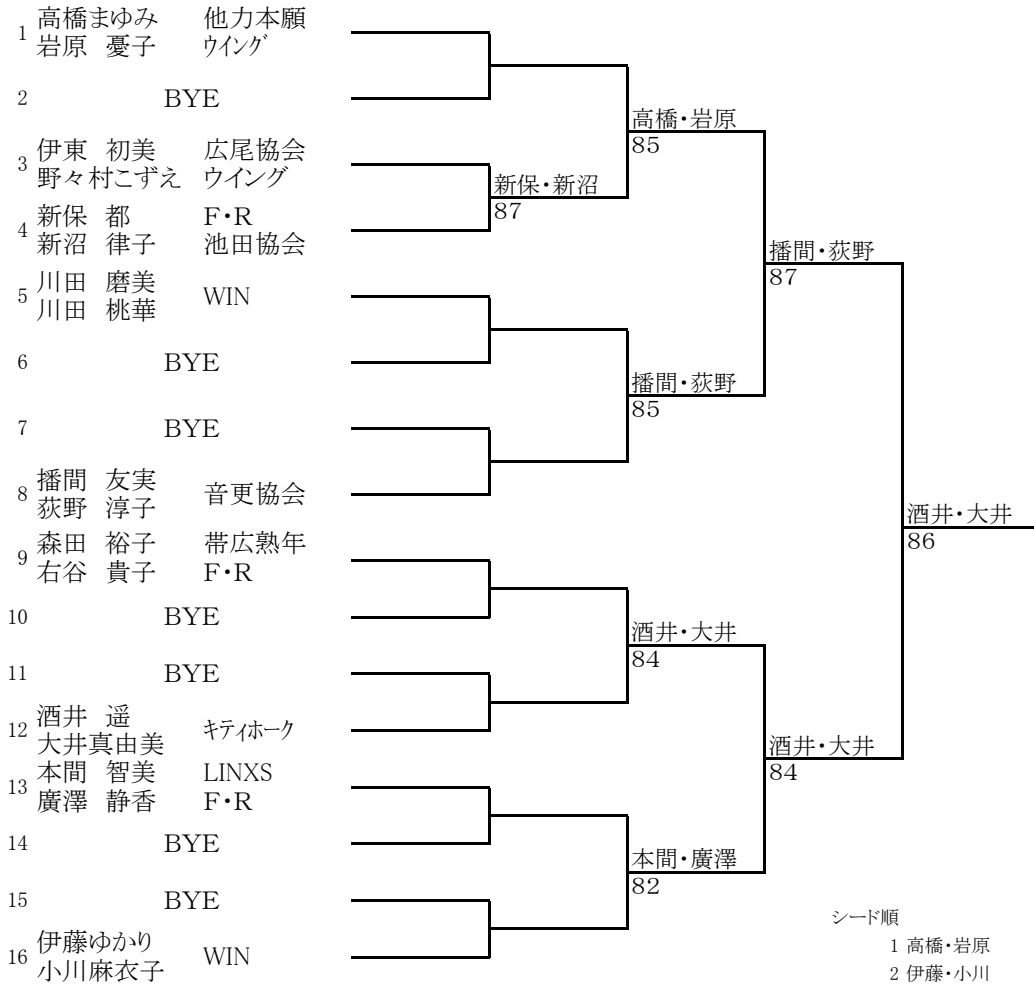 高橋まゆみ 他力本願
1
岩原 憂子 ウイング
2 BYE
高橋・岩原
85
伊東 初美 広尾協会
3
野々村こずえ ウイング
新保・新沼
87
新保 都 F・R
4
新沼 律子 池田協会
播間・荻野
87
川田 磨美
5 WIN
川田 桃華
6 BYE
播間・荻野
85
7 BYE
播間 友実
8 音更協会
荻野 淳子
酒井・大井
86
森田 裕子 帯広熟年
9
右谷 貴子 F・R
10 BYE
酒井・大井
84
11 BYE
酒井 遥
12 キティホーク
大井真由美
酒井・大井
84
本間 智美 LINXS
13
廣澤 静香 F・R
14 BYE
本間・廣澤
82
15 BYE
伊藤ゆかり
16 WIN
小川麻衣子
シード順
1 高橋・岩原
2 伊藤・小川